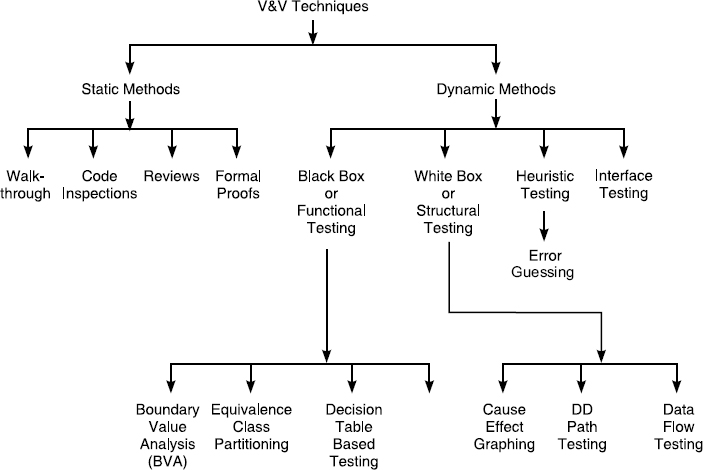 V&V Techniques
Static Methods
Dynamic Methods
Walk-
through
Code
Inspections
Reviews
Formal
Proofs
Black Box
or
Functional
Testing
White Box
or
Structural
Testing
Heuristic
Testing
Interface
Testing
Error
Guessing
Boundary
Value
Analysis
(BVA)
Equivalence
Class
Partitioning
Decision
Table
Based
Testing
Cause
Effect
Graphing
DD
Path
Testing
Data
Flow
Testing